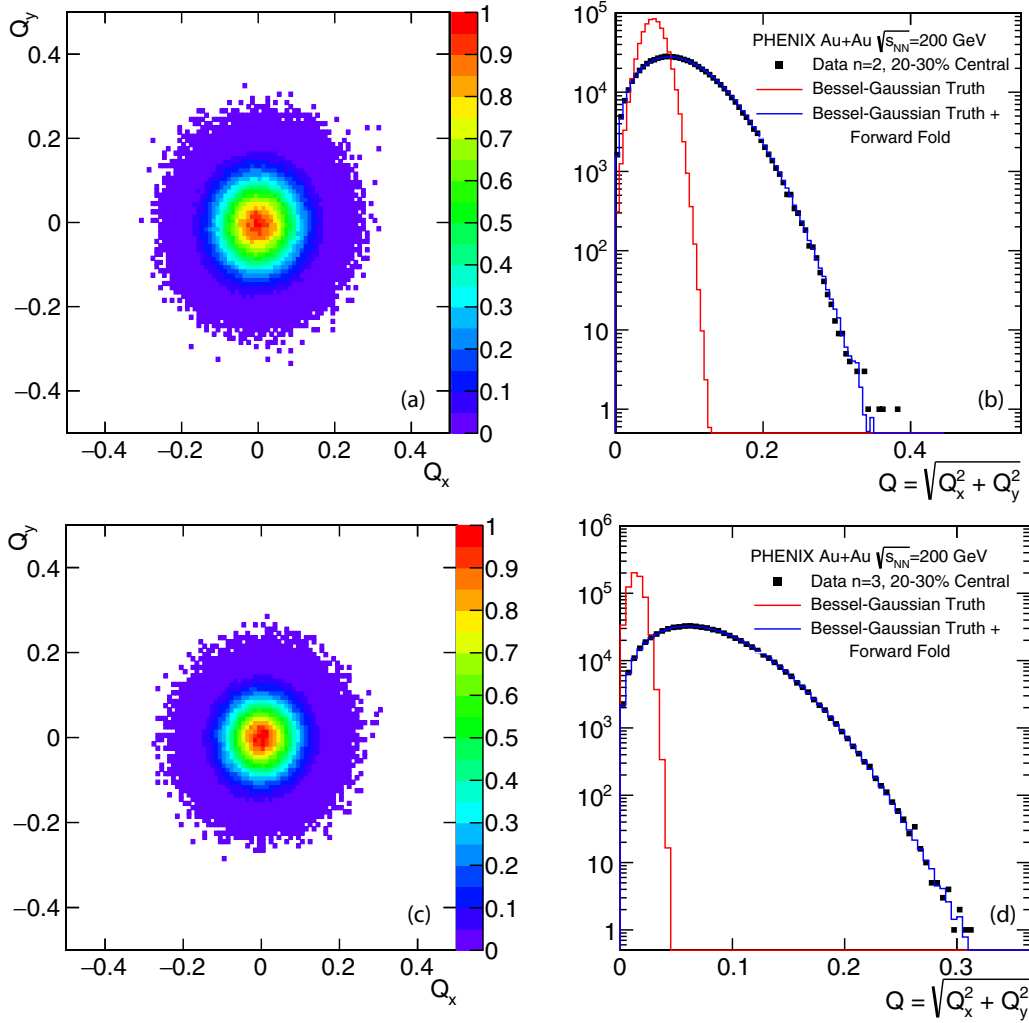 Q_y
0.4
0.2
0
−0.2
−0.4
−0.4 −0.2 0 0.2 0.4
Q_x
(a)
1
0.9
0.8
0.7
0.6
0.5
0.4
0.3
0.2
0.1
0
10^5
10^4
10^3
10^2
10
1
PHENIX Au+Au √s_NN=200 GeV
Data n=2, 20-30% Central
Bessel-Gaussian Truth
Bessel-Gaussian Truth +
Forward Fold
(b)
0 0.2 0.4
Q = √Q_x^2 + Q_y^2
Q_y
0.4
0.2
0
−0.2
−0.4
−0.4 −0.2 0 0.2 0.4
Q_x
(c)
1
0.9
0.8
0.7
0.6
0.5
0.4
0.3
0.2
0.1
0
10^6
10^5
10^4
10^3
10^2
10
1
PHENIX Au+Au √s_NN=200 GeV
Data n=3, 20-30% Central
Bessel-Gaussian Truth
Bessel-Gaussian Truth +
Forward Fold
(d)
0 0.1 0.2 0.3
Q = √Q_x^2 + Q_y^2